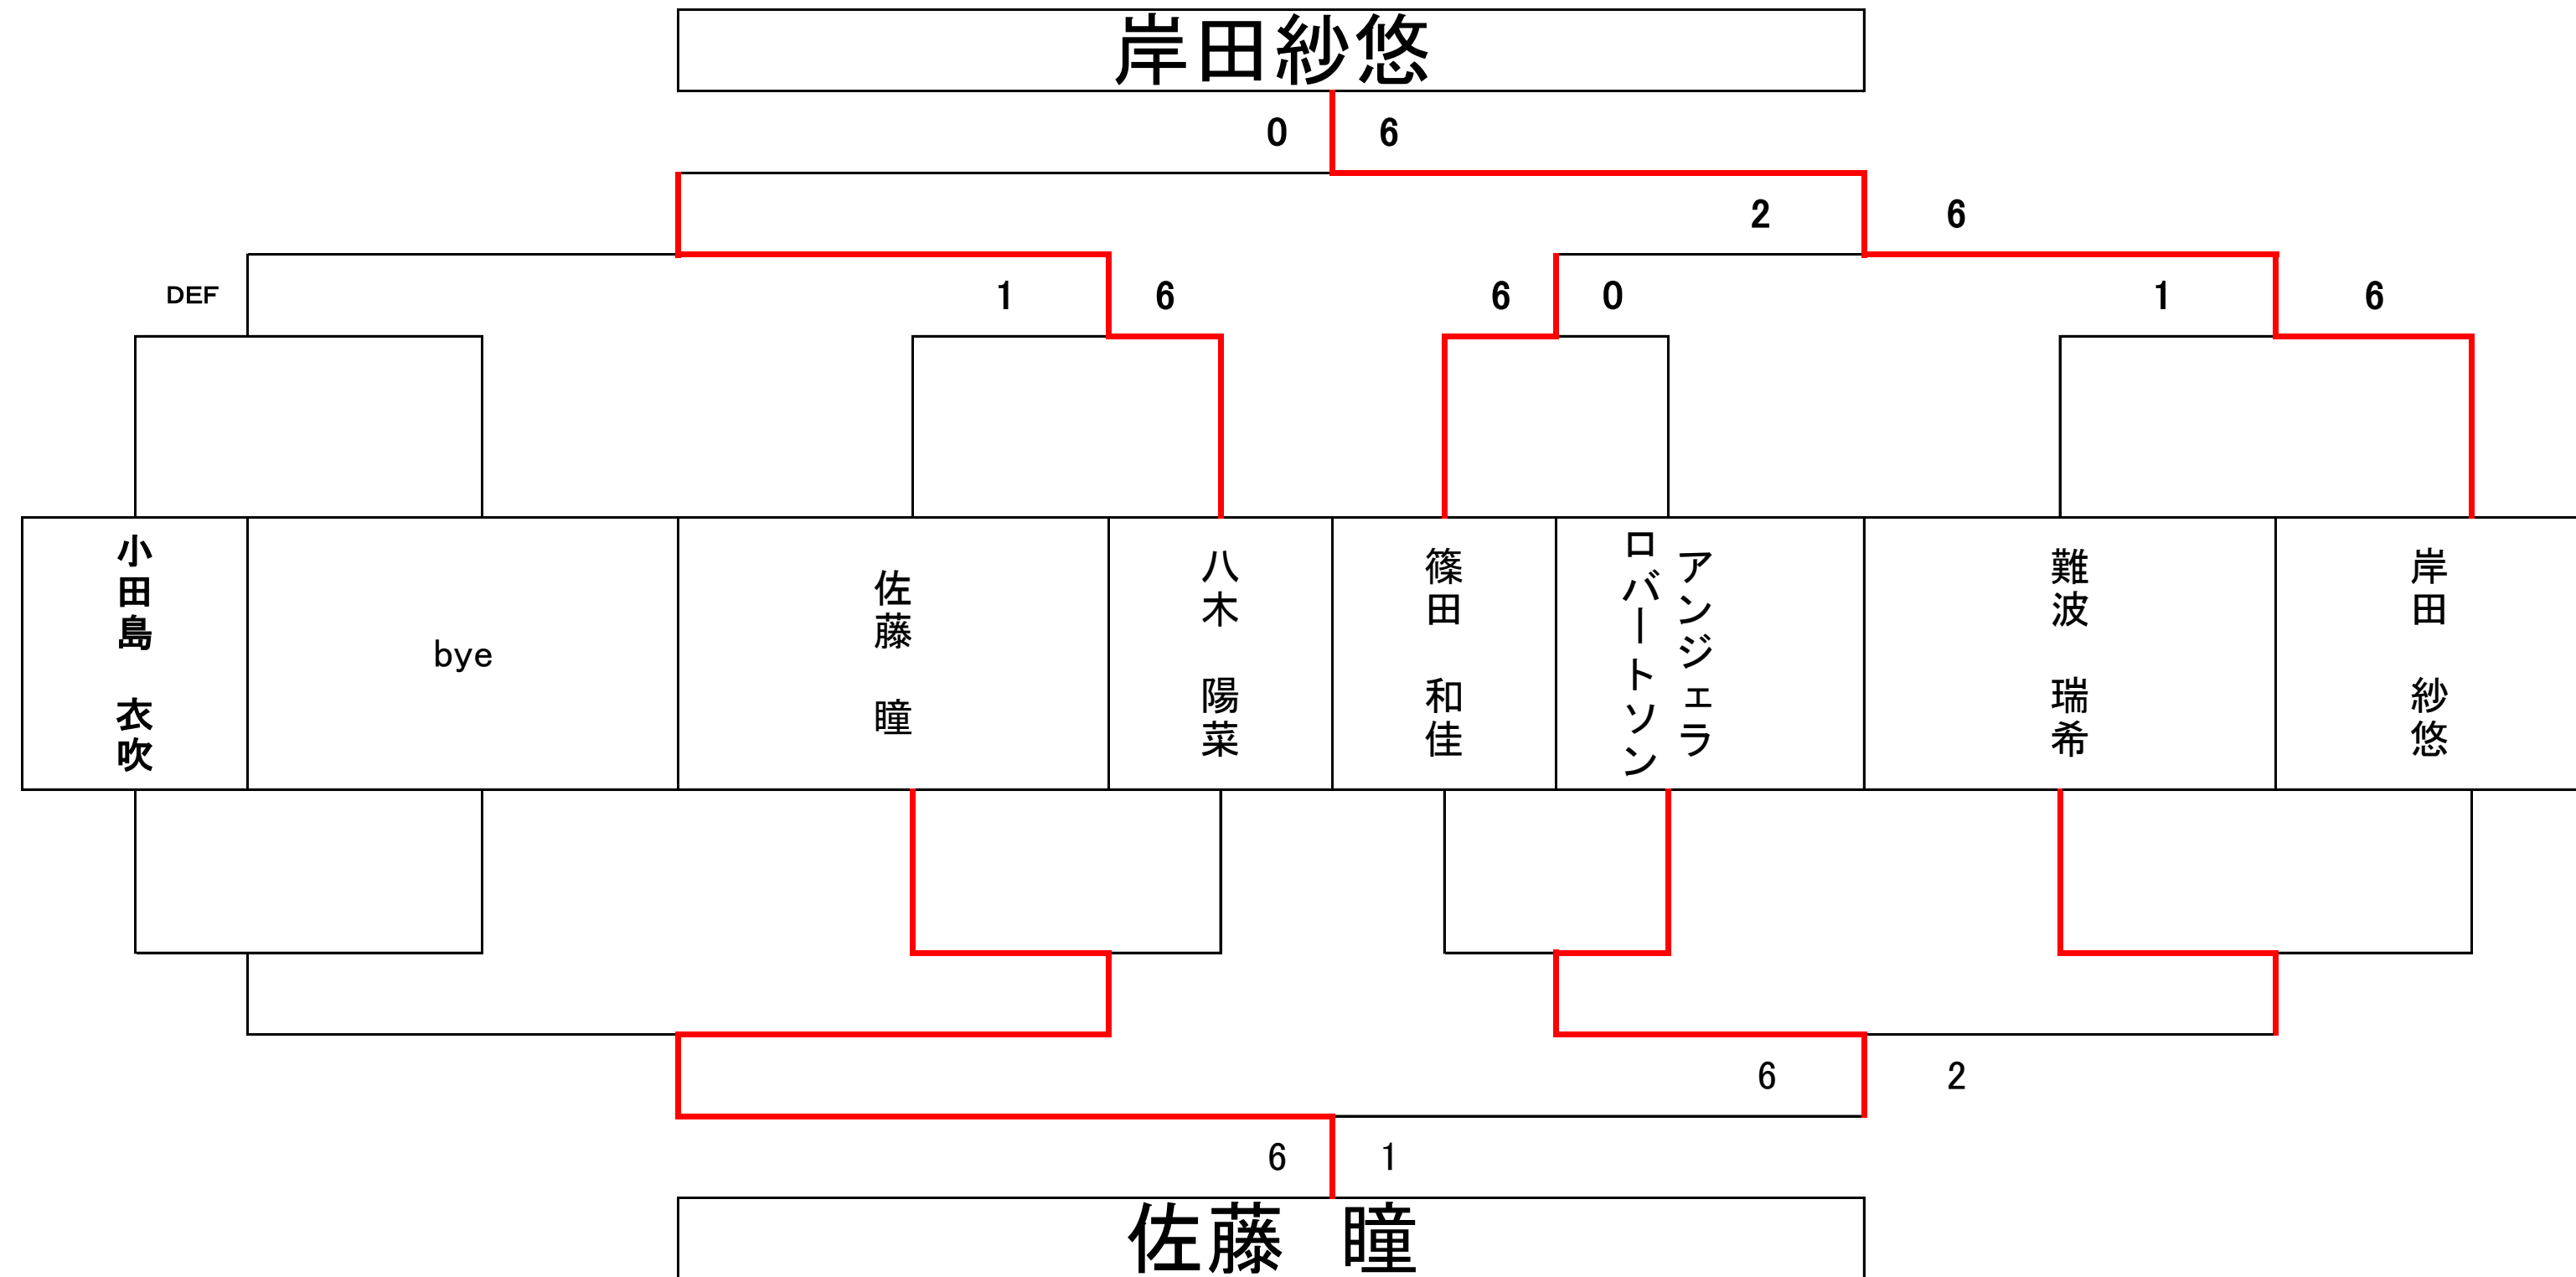 岸田紗悠
0 6
2 6
DEF 1 6 6 0 1 6
小田島 衣吹
bye
佐藤 瞳
八木 陽菜
篠田 和佳
アンジェラ
ロバートソン
難波 瑞希
岸田 紗悠
6 2
6 1
佐藤 瞳